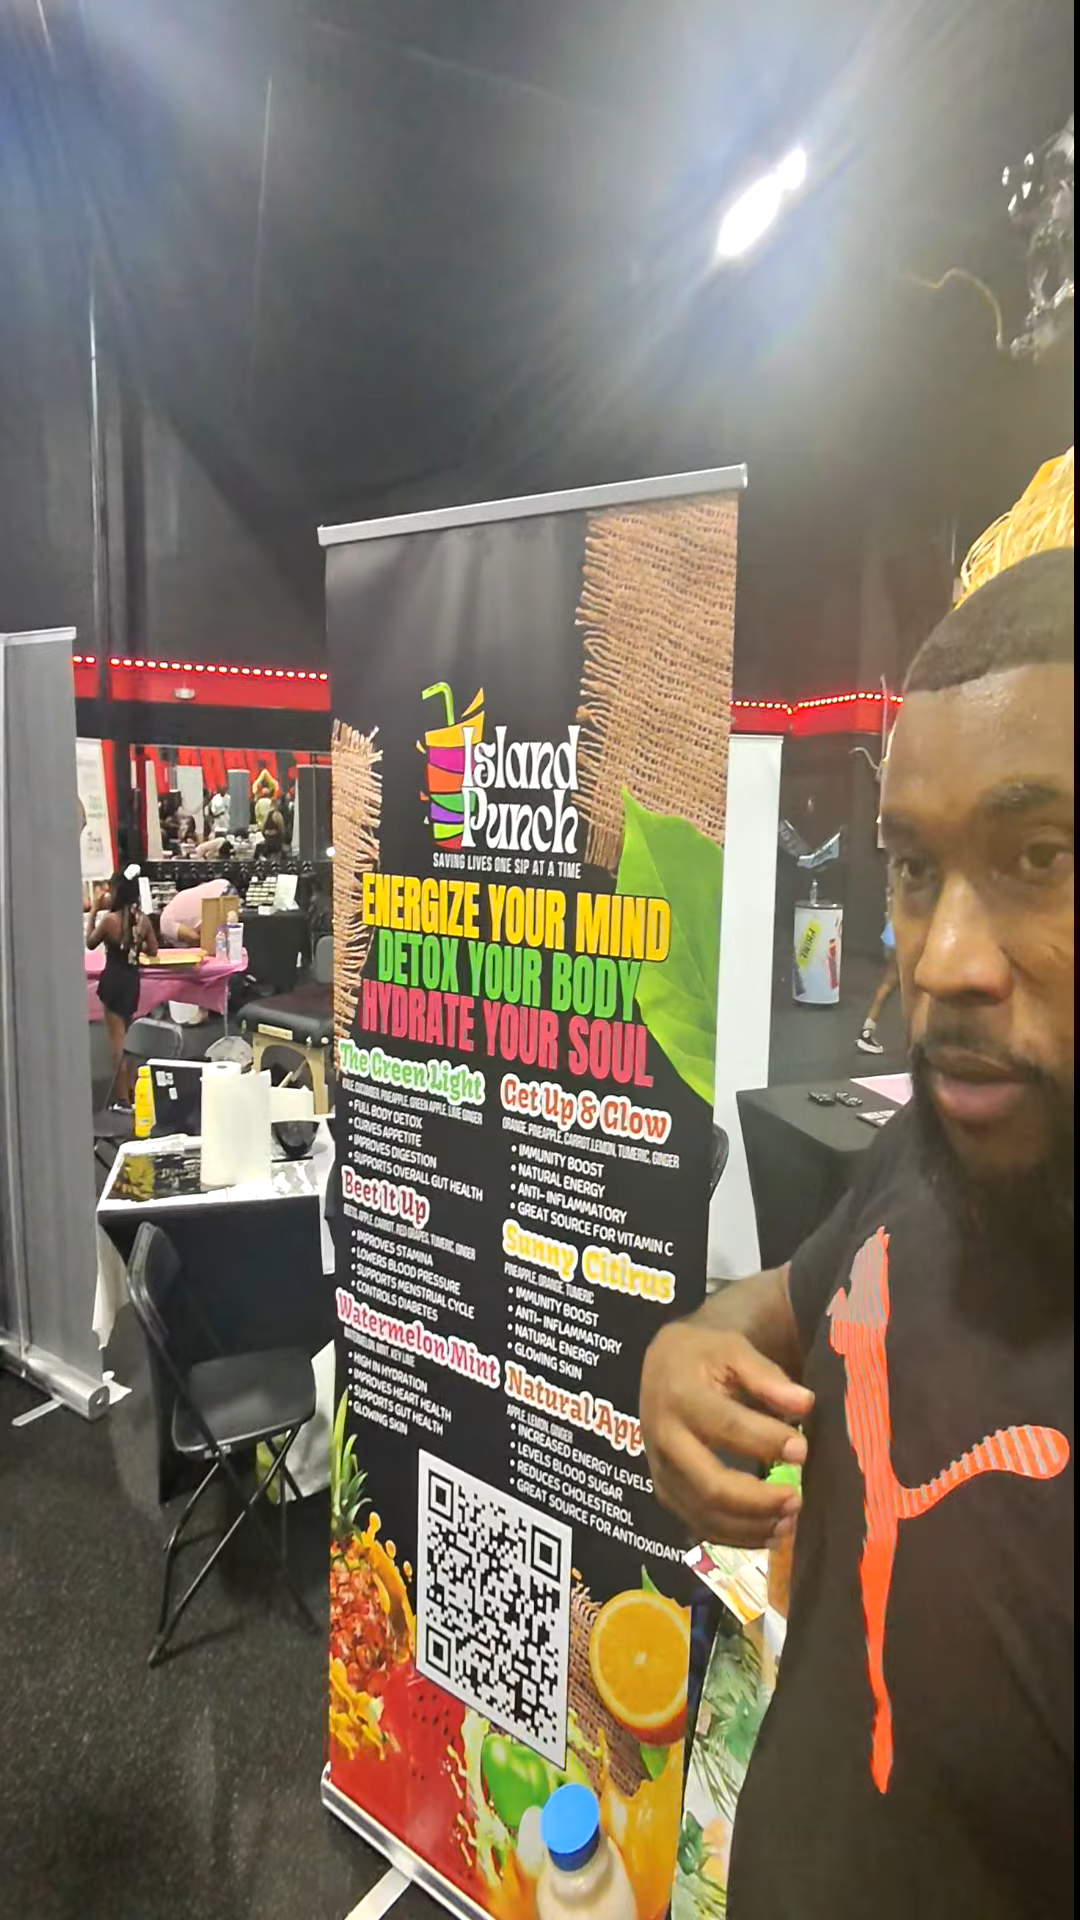 Island
Punch
SAVING LIVES ONE SIP AT A TIME
ENERGIZE YOUR MIND
DETOX YOUR BODY
HYDRATE YOUR SOUL
The Green Light
KALE, CUCUMBER, PINEAPPLE, GREEN APPLE, LIME GINGER
• FULL BODY DETOX
• CURVES APPETITE
• IMPROVES DIGESTION
• SUPPORTS OVERALL GUT HEALTH
Beet It Up
BEETS, APPLE, CARROT, RED GRAPES, TUMERIC, GINGER
• IMPROVES STAMINA
• LOWERS BLOOD PRESSURE
• SUPPORTS MENSTRUAL CYCLE
• CONTROLS DIABETES
Watermelon Mint
WATERMELON, MINT, KEY LIME
• HIGH IN HYDRATION
• IMPROVES HEART HEALTH
• SUPPORTS GUT HEALTH
• GLOWING SKIN
Get Up & Glow
ORANGE, PINEAPPLE, CARROT, LEMON, TUMERIC, GINGER
• IMMUNITY BOOST
• NATURAL ENERGY
• ANTI- INFLAMMATORY
• GREAT SOURCE FOR VITAMIN C
Sunny Citirus
PINEAPPLE, ORANGE, TUMERIC
• IMMUNITY BOOST
• ANTI- INFLAMMATORY
• NATURAL ENERGY
• GLOWING SKIN
Natural App
APPLE, LEMON, GINGER
• INCREASED ENERGY LEVELS
• LEVELS BLOOD SUGAR
• REDUCES CHOLESTEROL
• GREAT SOURCE FOR ANTIOXIDANT